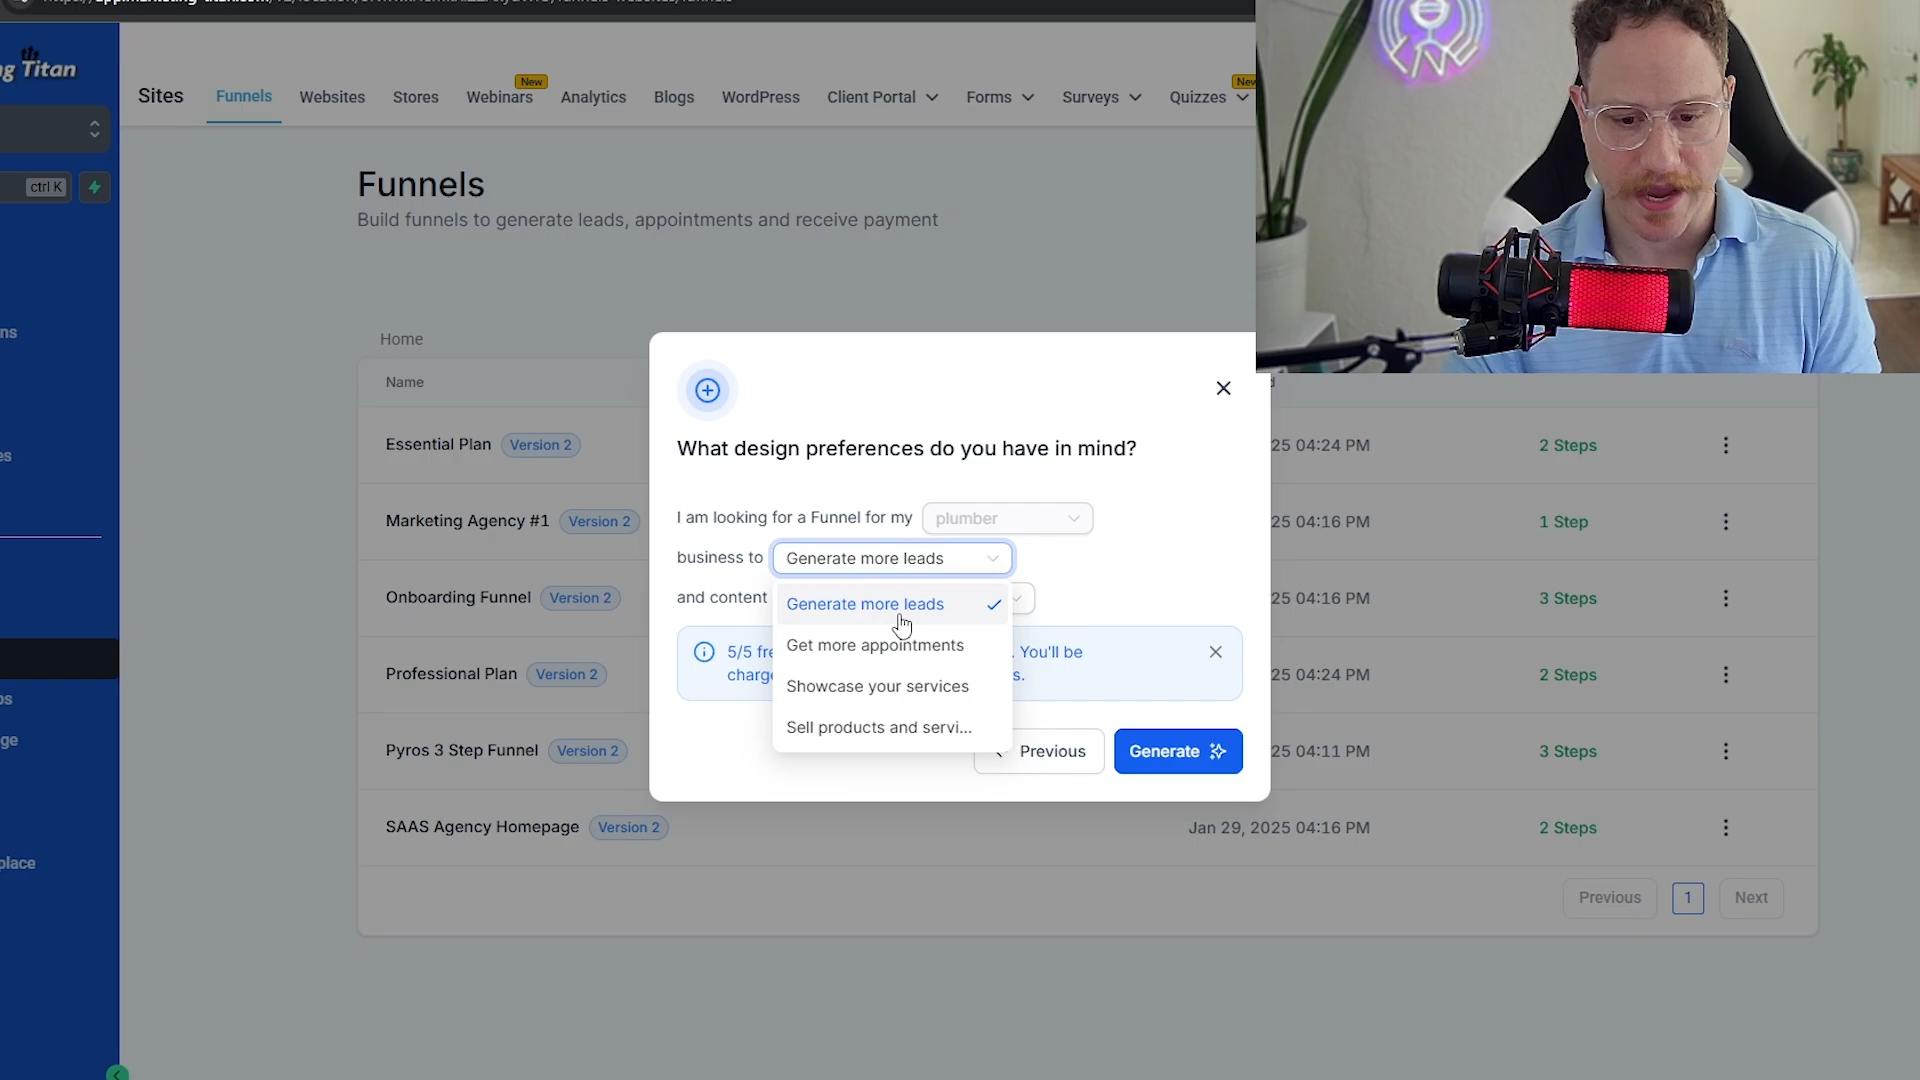 Titan
Sites
Funnels
Websites
Stores
New
Webinars
Analytics
Blogs
WordPress
Client Portal
Forms
Surveys
New
Quizzes
ctrl K
Funnels
Build funnels to generate leads, appointments and receive payment
Home
Name
Essential Plan
Version 2
25 04:24 PM
2 Steps
Marketing Agency #1
Version 2
25 04:16 PM
1 Step
Onboarding Funnel
Version 2
25 04:16 PM
3 Steps
Professional Plan
Version 2
25 04:24 PM
2 Steps
Pyros 3 Step Funnel
Version 2
25 04:11 PM
3 Steps
SAAS Agency Homepage
Version 2
Jan 29, 2025 04:16 PM
2 Steps
Previous
1
Next
What design preferences do you have in mind?
I am looking for a Funnel for my
plumber
business to
Generate more leads
and content
Generate more leads
Get more appointments
Showcase your services
Sell products and servi...
5/5 fre
. You'll be
charge
s.
Previous
Generate
ns
es
ps
ge
place